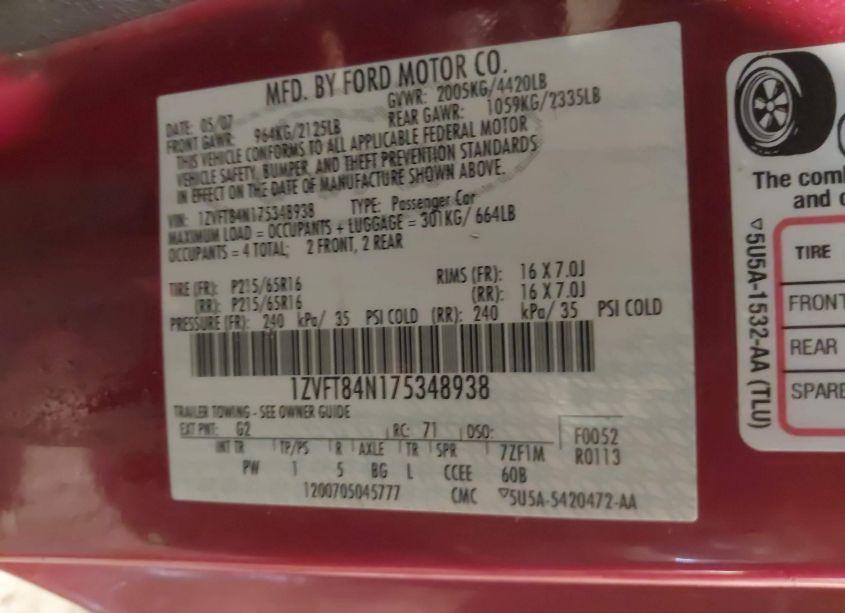 MFD. BY FORD MOTOR CO.
DATE: 05/07 GVWR: 2005KG/4420LB
FRONT GAWR: 964KG/2125LB REAR GAWR: 1059KG/2335LB
THIS VEHICLE CONFORMS TO ALL APPLICABLE FEDERAL MOTOR
VEHICLE SAFETY, BUMPER, AND THEFT PREVENTION STANDARDS
IN EFFECT ON THE DATE OF MANUFACTURE SHOWN ABOVE.
VIN: 1ZVFT84N175348938 TYPE: Passenger Car
MAXIMUM LOAD = OCCUPANTS + LUGGAGE = 301KG/ 664LB
OCCUPANTS = 4 TOTAL; 2 FRONT, 2 REAR
TIRE (FR): P215/65R16 RIMS (FR): 16 X 7.0J
(RR): P215/65R16 (RR): 16 X 7.0J
PRESSURE (FR): 240 kPa/ 35 PSI COLD (RR): 240 kPa/ 35 PSI COLD
1ZVFT84N175348938
TRAILER TOWING - SEE OWNER GUIDE
EXT PNT: G2 RC: 71 DSO: F0052
INT TR TP/PS R AXLE TR SPR 7ZF1M R0113
PW 1 5 BG L CCEE 60B
1200705045777 CMC ▽5U5A-5420472-AA
The comb
and c
▽5U5A-1532-AA (TLU)
TIRE
FRONT
REAR
SPARE